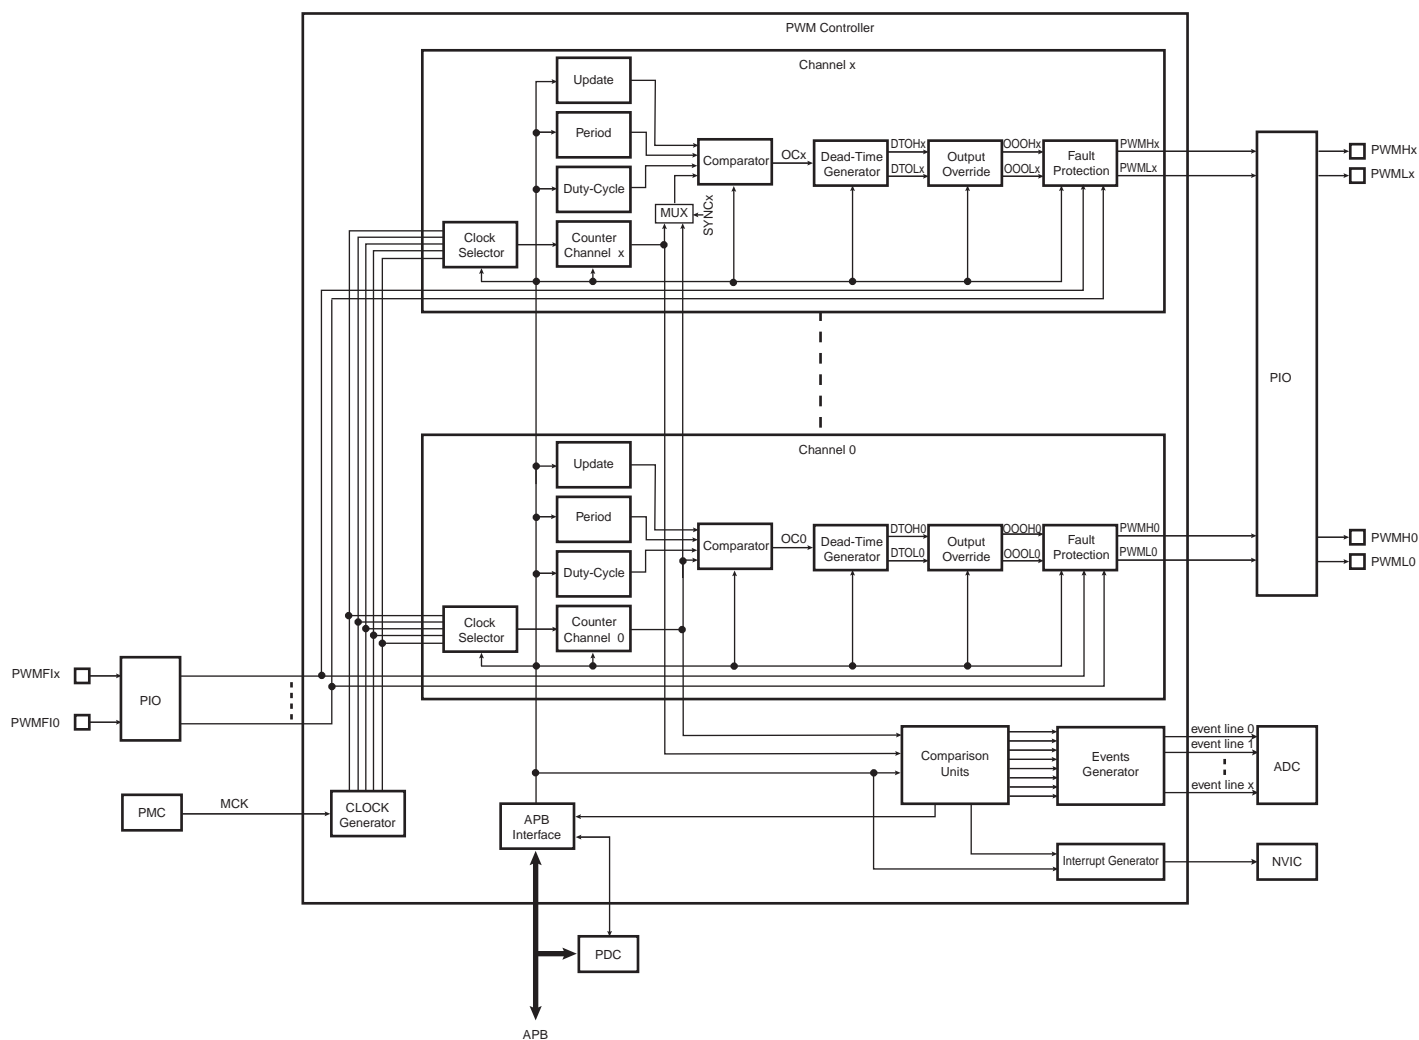 PWM Controller
Channel x
Update
Period
Comparator
OCx
Dead-Time
Generator
DTOHx
DTOLx
Output
Override
OOOHx
OOOLx
Fault
Protection
PWMHx
PWMLx
PWMHx
PWMLx
Duty-Cycle
MUX
SYNCx
Clock
Selector
Counter
Channel x
PIO
Channel 0
Update
Period
Comparator
OC0
Dead-Time
Generator
DTOH0
DTOL0
Output
Override
OOOH0
OOOL0
Fault
Protection
PWMH0
PWML0
PWMH0
PWML0
Duty-Cycle
Clock
Selector
Counter
Channel 0
PWMFIx
PWMFI0
PIO
Comparison
Units
Events
Generator
event line 0
event line 1
event line x
ADC
PMC
MCK
CLOCK
Generator
APB
Interface
Interrupt Generator
NVIC
PDC
APB